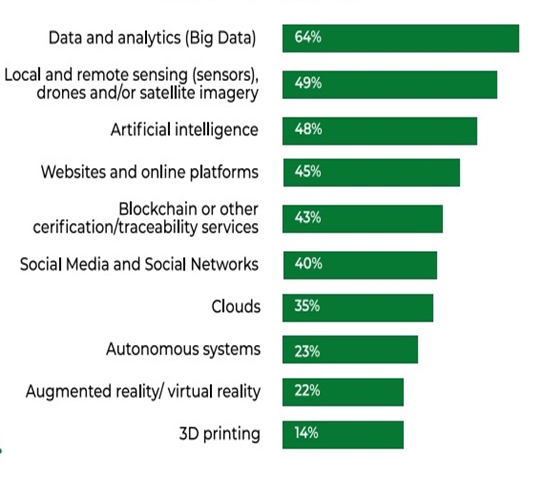 Data and analytics (Big Data)
64%
Local and remote sensing (sensors),
drones and/or satellite imagery
49%
Artificial intelligence
48%
Websites and online platforms
45%
Blockchain or other
cerification/traceability services
43%
Social Media and Social Networks
40%
Clouds
35%
Autonomous systems
23%
Augmented reality/ virtual reality
22%
3D printing
14%